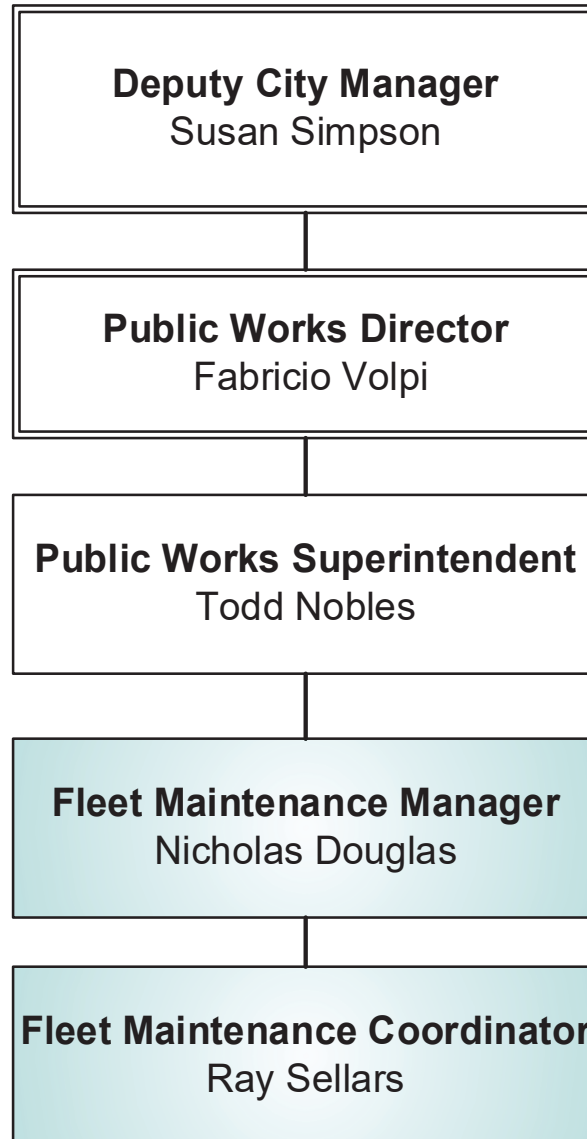 Deputy City Manager
Susan Simpson
Public Works Director
Fabricio Volpi
Public Works Superintendent
Todd Nobles
Fleet Maintenance Manager
Nicholas Douglas
Fleet Maintenance Coordinator
Ray Sellars